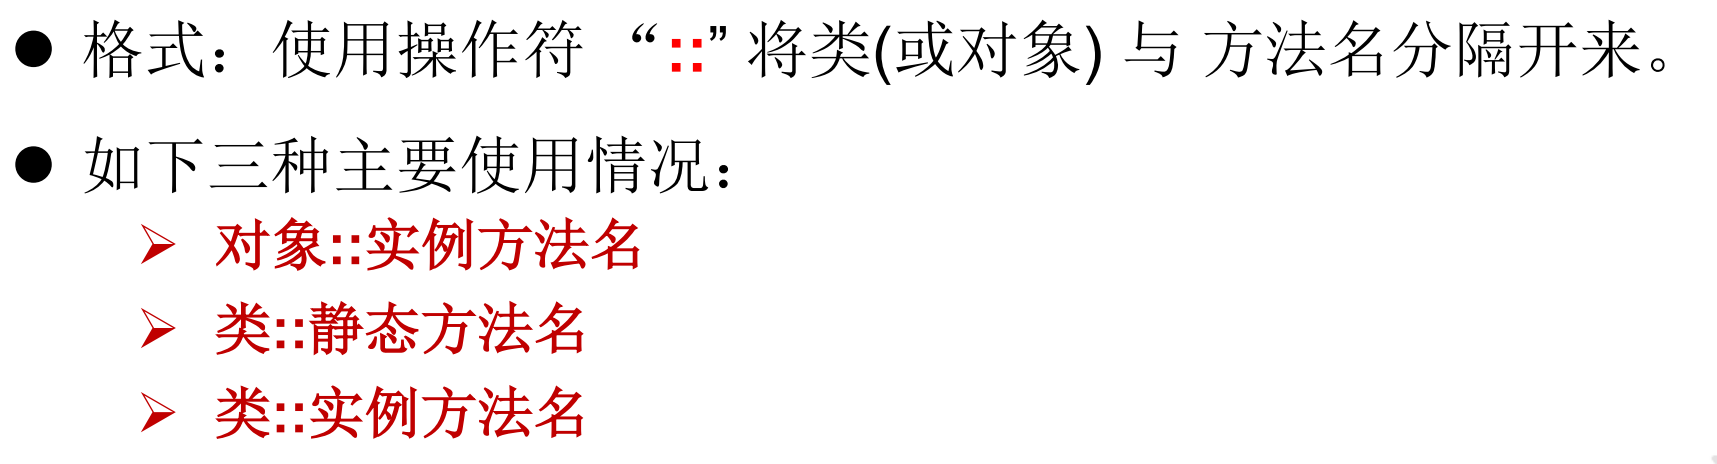 ● 格式：使用操作符 “::” 将类(或对象) 与 方法名分隔开来。
● 如下三种主要使用情况：
➢ 对象::实例方法名
➢ 类::静态方法名
➢ 类::实例方法名